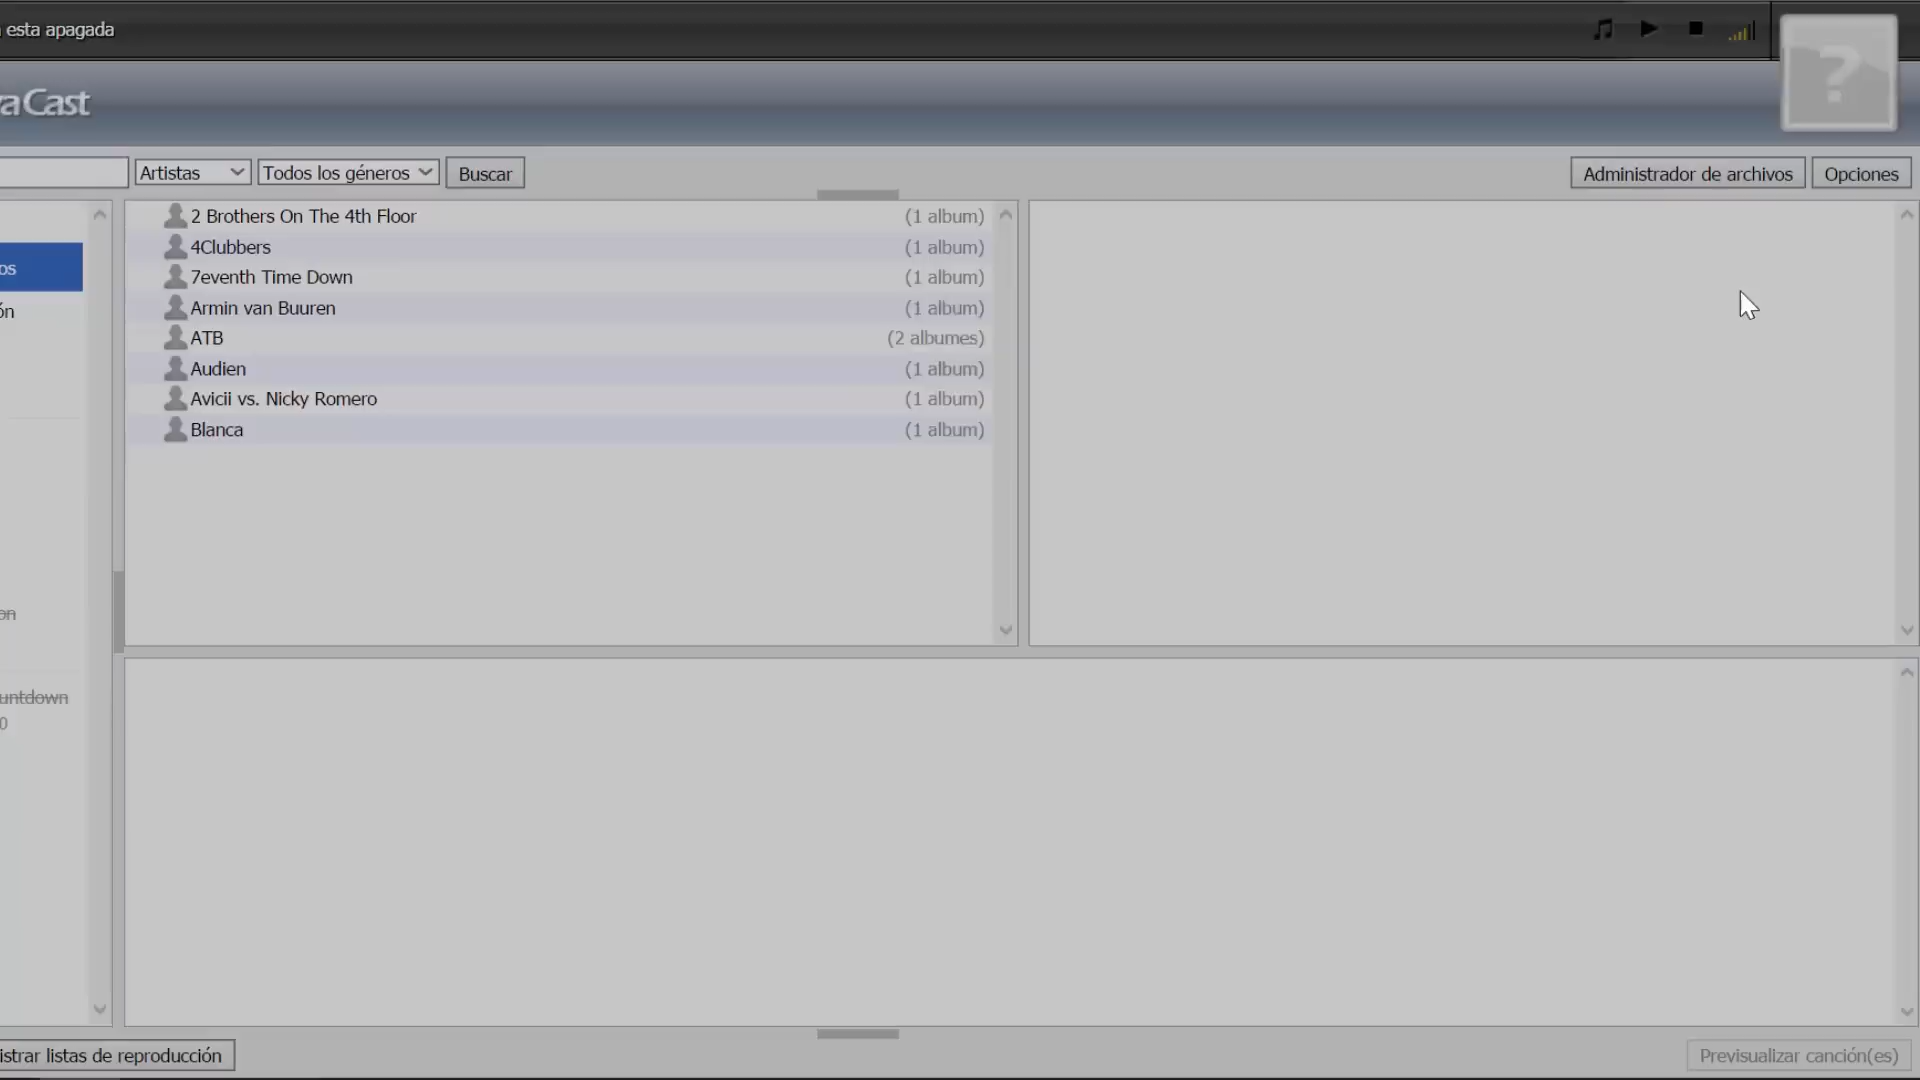 esta apagada
aCast
Artistas Todos los géneros Buscar Administrador de archivos Opciones
2 Brothers On The 4th Floor (1 album)
4Clubbers (1 album)
7eventh Time Down (1 album)
Armin van Buuren (1 album)
ATB (2 albumes)
Audien (1 album)
Avicii vs. Nicky Romero (1 album)
Blanca (1 album)
os
ón
on
untdown
0
istrar listas de reproducción Previsualizar canción(es)
?